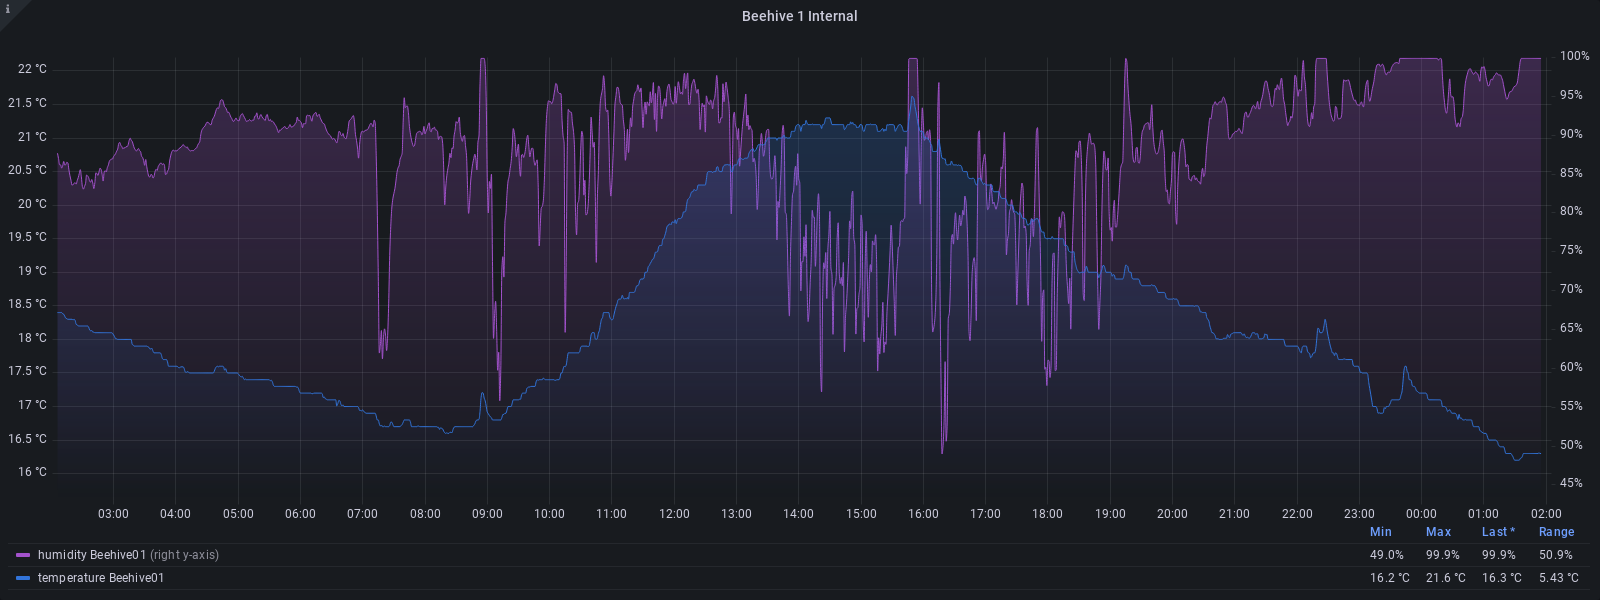 i
Beehive 1 Internal
22 °C
21.5 °C
21 °C
20.5 °C
20 °C
19.5 °C
19 °C
18.5 °C
18 °C
17.5 °C
17 °C
16.5 °C
16 °C
100%
95%
90%
85%
80%
75%
70%
65%
60%
55%
50%
45%
03:00 04:00 05:00 06:00 07:00 08:00 09:00 10:00 11:00 12:00 13:00 14:00 15:00 16:00 17:00 18:00 19:00 20:00 21:00 22:00 23:00 00:00 01:00 02:00
Min Max Last * Range
humidity Beehive01 (right y-axis) 49.0% 99.9% 99.9% 50.9%
temperature Beehive01 16.2 °C 21.6 °C 16.3 °C 5.43 °C